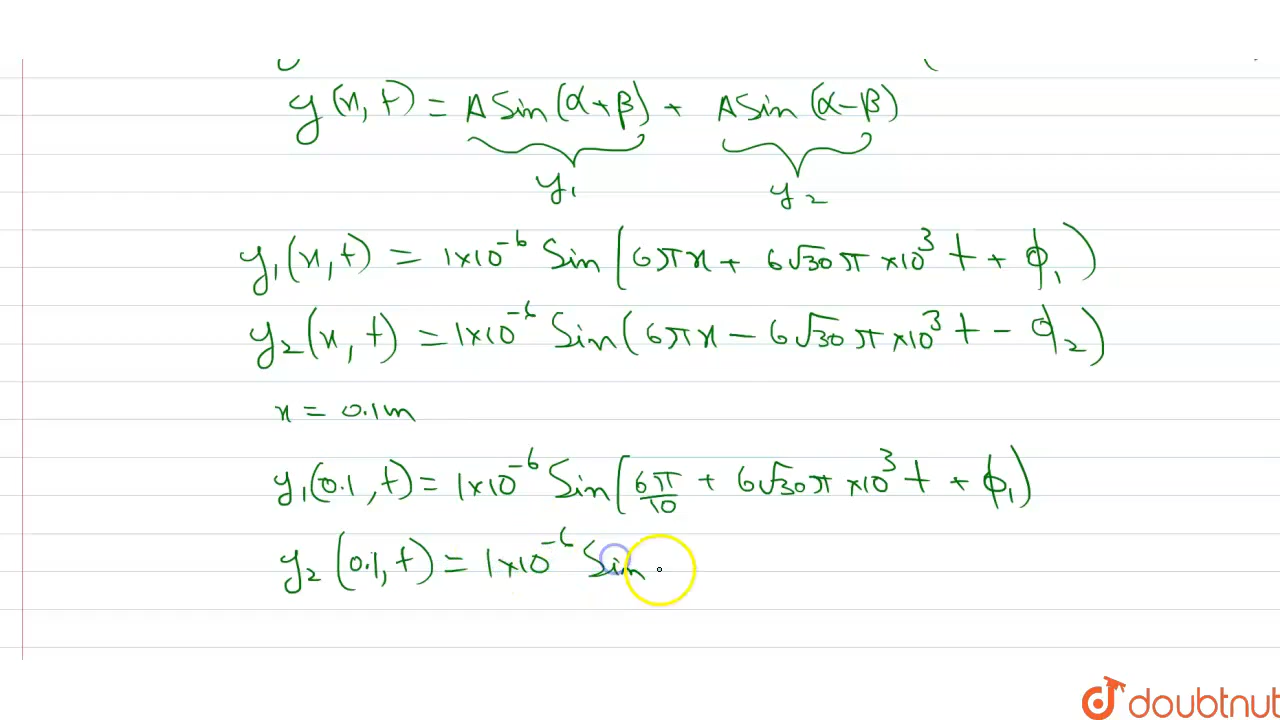 y(x, t) = A Sin(α+β) + A Sin(α-β)
y₁ y₂
y₁(x, t) = 1×10⁻⁶ Sin(6πx + 6√30 π×10³ t + φ₁)
y₂(x, t) = 1×10⁻⁶ Sin(6πx - 6√30 π×10³ t - φ₂)
x = 0.1m
y₁(0.1, t) = 1×10⁻⁶ Sin(6π/10 + 6√30 π×10³ t + φ₁)
y₂(0.1, t) = 1×10⁻⁶ Sin
doubtnut